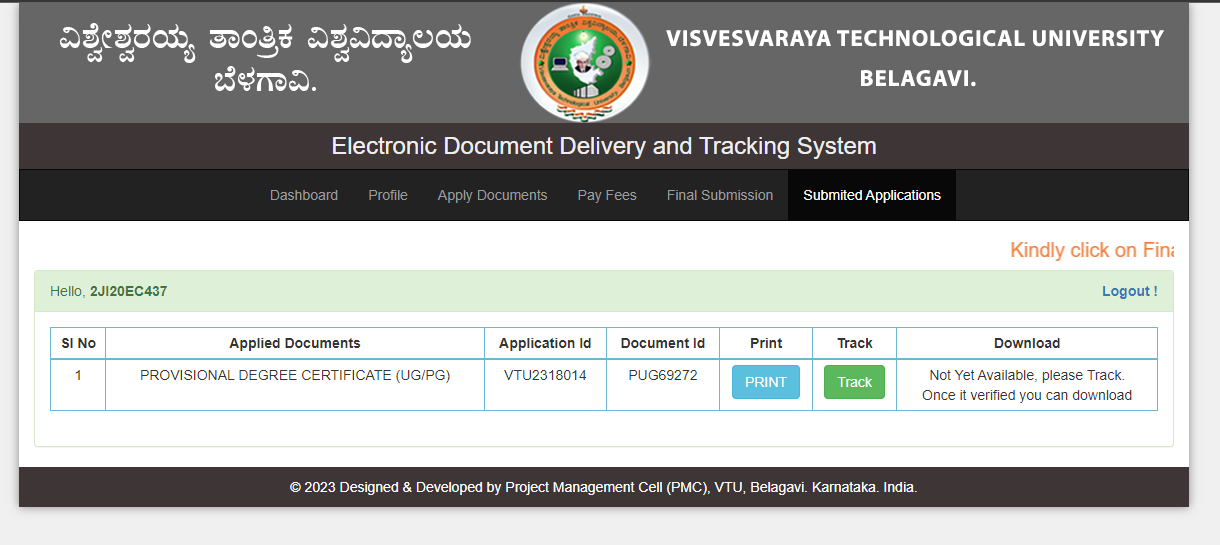 ವಿಶ್ವೇಶ್ವರಯ್ಯ ತಾಂತ್ರಿಕ ವಿಶ್ವವಿದ್ಯಾಲಯ
ಬೆಳಗಾವಿ.
VISVESVARAYA TECHNOLOGICAL UNIVERSITY
BELAGAVI.
Electronic Document Delivery and Tracking System
Dashboard Profile Apply Documents Pay Fees Final Submission Submited Applications
Kindly click on
Hello, 2JI20EC437 Logout !
Sl No Applied Documents Application Id Document Id Print Track Download
1 PROVISIONAL DEGREE CERTIFICATE (UG/PG) VTU2318014 PUG69272 PRINT Track Not Yet Available, please Track.
Once it verified you can download
© 2023 Designed & Developed by Project Management Cell (PMC), VTU, Belagavi. Karnataka. India.